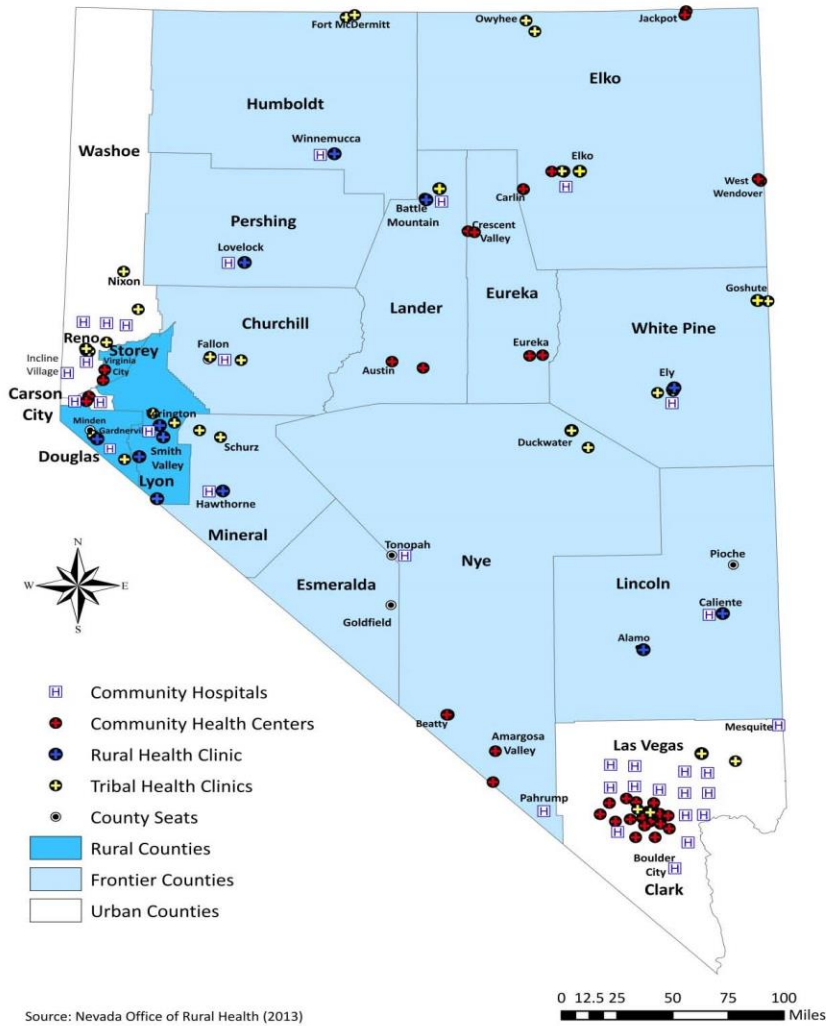 Fort McDermitt
Owyhee
Jackpot
Elko
Humboldt
Washoe
Winnemucca
Elko
Carlin
West
Wendover
Battle
Mountain
Crescent
Valley
Pershing
Lovelock
Nixon
Goshute
Lander
Eureka
White Pine
Churchill
Reno
Storey
Fallon
Eureka
Incline
Village
Virginia
City
Austin
Ely
Carson
City
Minden
Gardnervi
rington
Schurz
Duckwater
Douglas
Smith
Valley
Lyon
Hawthorne
Mineral
Tonopah
Nye
Pioche
Esmeralda
Lincoln
Goldfield
Caliente
Alamo
N
W
E
S
Beatty
Amargosa
Valley
Mesquite
Las Vegas
Pahrump
Boulder
City
Clark
H Community Hospitals
Community Health Centers
Rural Health Clinic
Tribal Health Clinics
County Seats
Rural Counties
Frontier Counties
Urban Counties
0 12.5 25 50 75 100
Miles
Source: Nevada Office of Rural Health (2013)